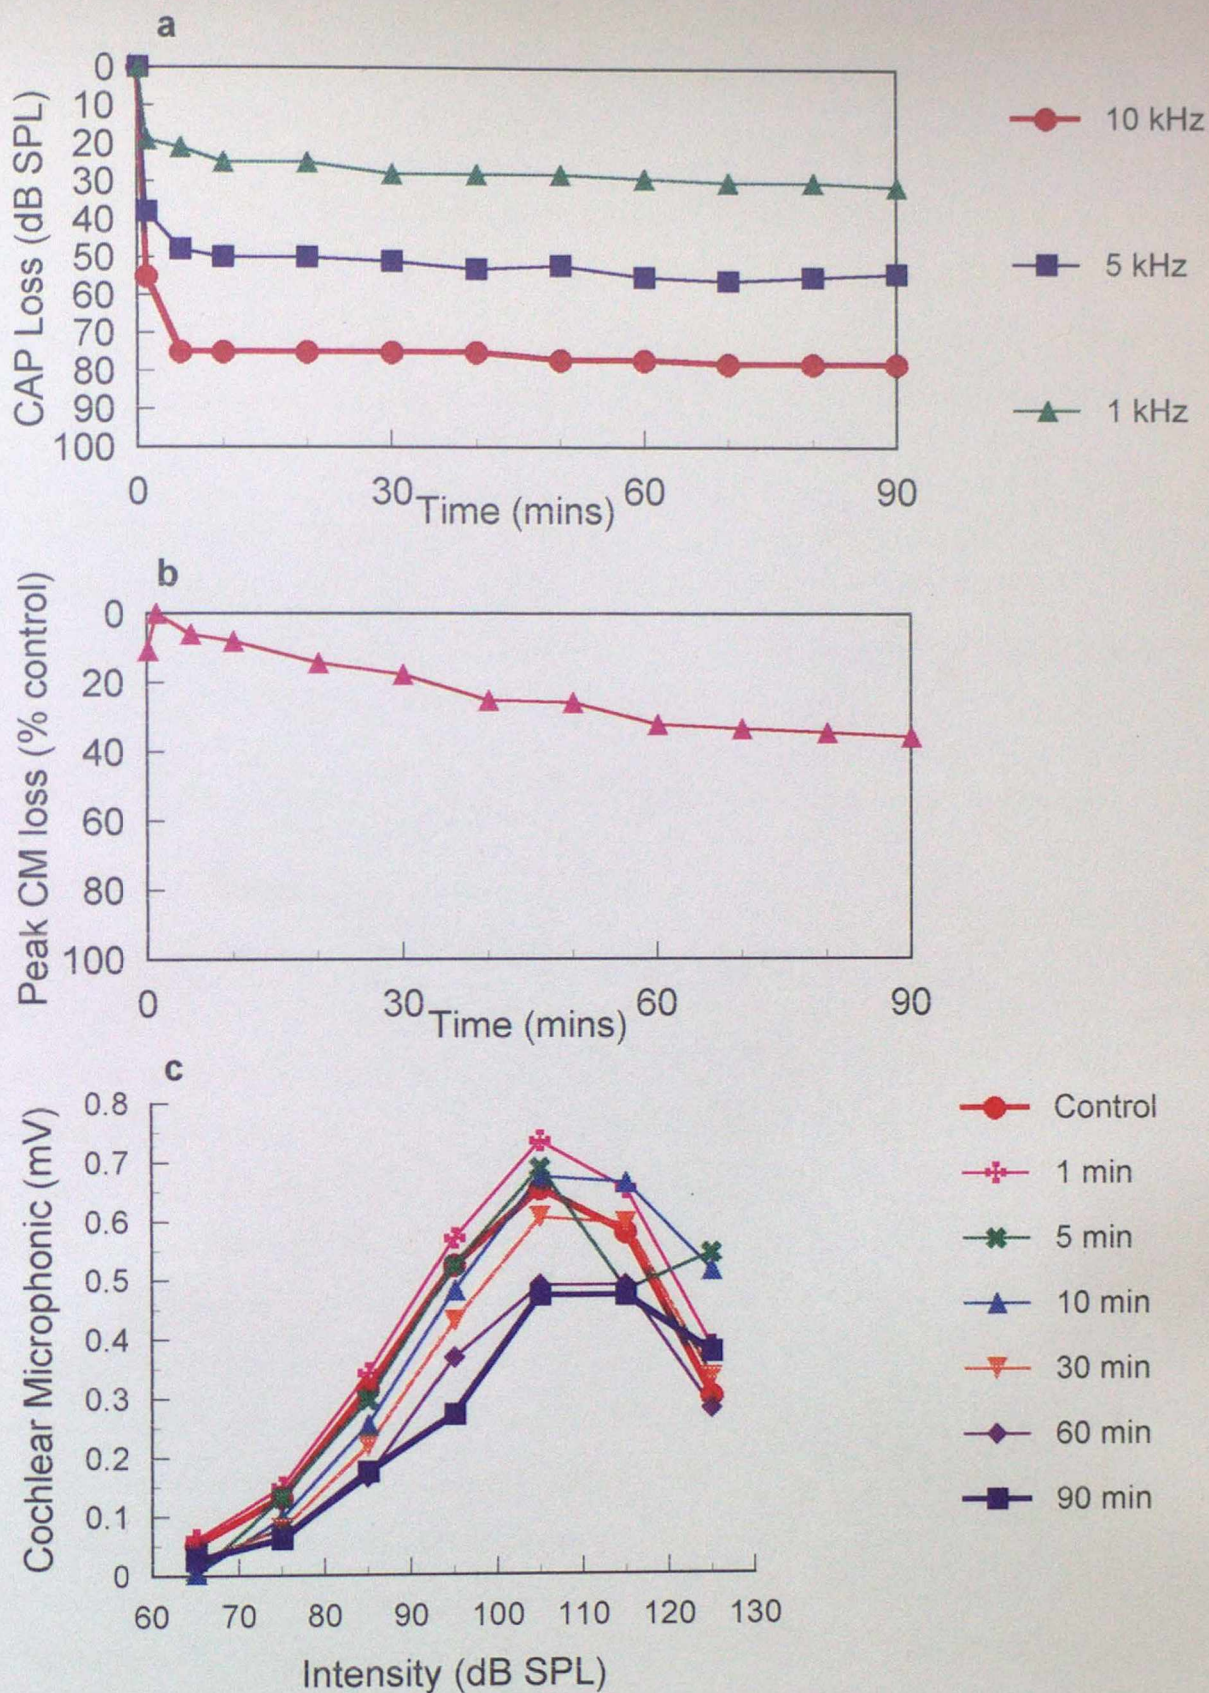 a
CAP Loss (dB SPL)
0
10
20
30
40
50
60
70
80
90
100
0 30 60 90
Time (mins)
10 kHz
5 kHz
1 kHz
b
Peak CM loss (% control)
0
20
40
60
80
100
0 30 60 90
Time (mins)
c
Cochlear Microphonic (mV)
0.8
0.7
0.6
0.5
0.4
0.3
0.2
0.1
0
60 70 80 90 100 110 120 130
Intensity (dB SPL)
Control
1 min
5 min
10 min
30 min
60 min
90 min